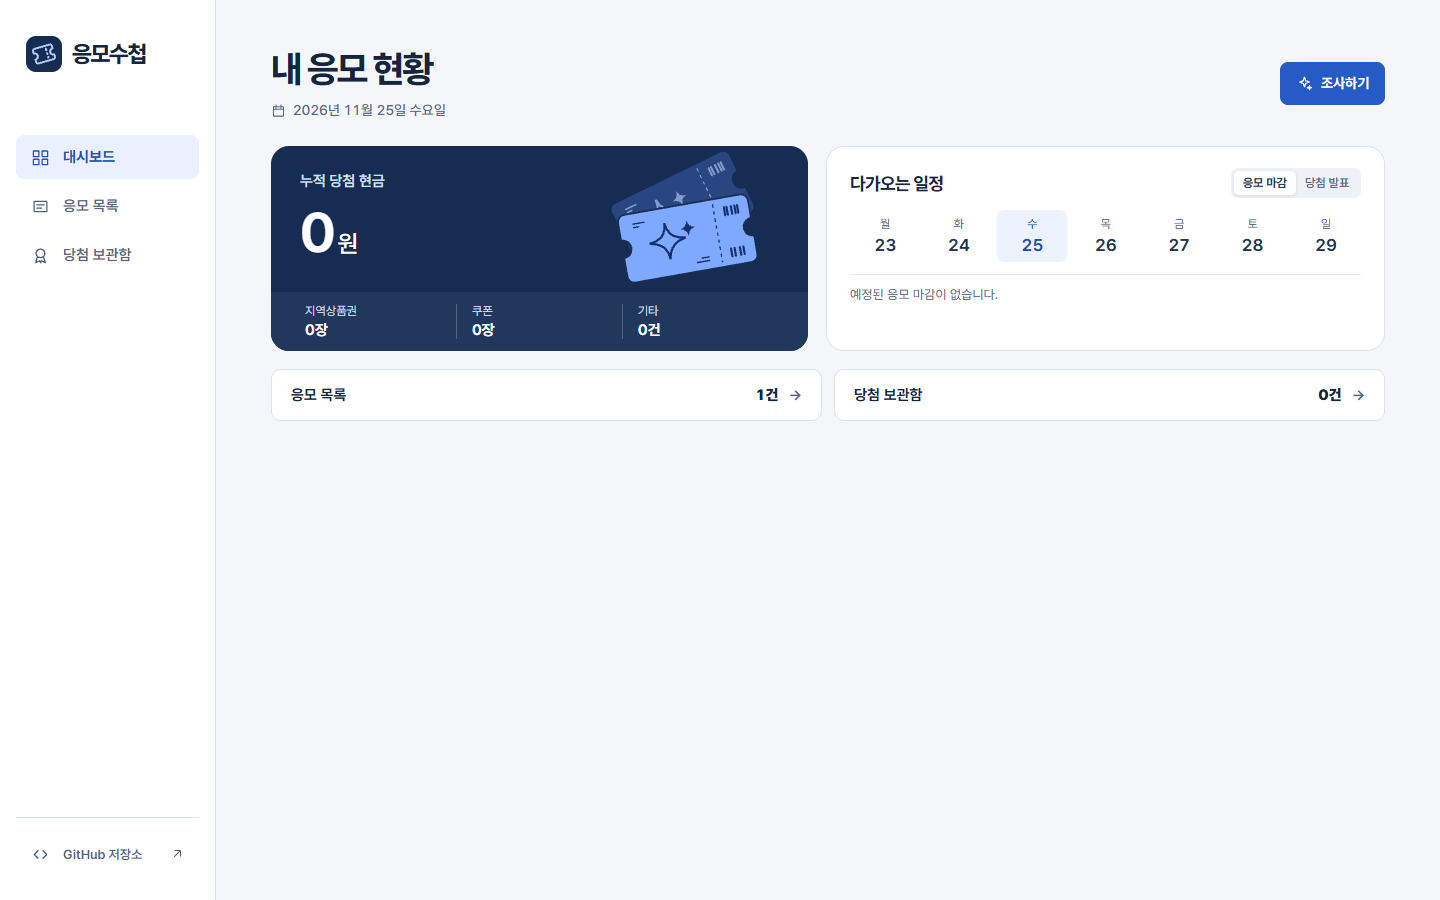 응모수첩
대시보드
응모 목록
당첨 보관함
GitHub 저장소
내 응모 현황
2026년 11월 25일 수요일
조사하기
누적 당첨 현금
0원
지역상품권
0장
쿠폰
0장
기타
0건
다가오는 일정
응모 마감 당첨 발표
월 화 수 목 금 토 일
23 24 25 26 27 28 29
예정된 응모 마감이 없습니다.
응모 목록 1건
당첨 보관함 0건